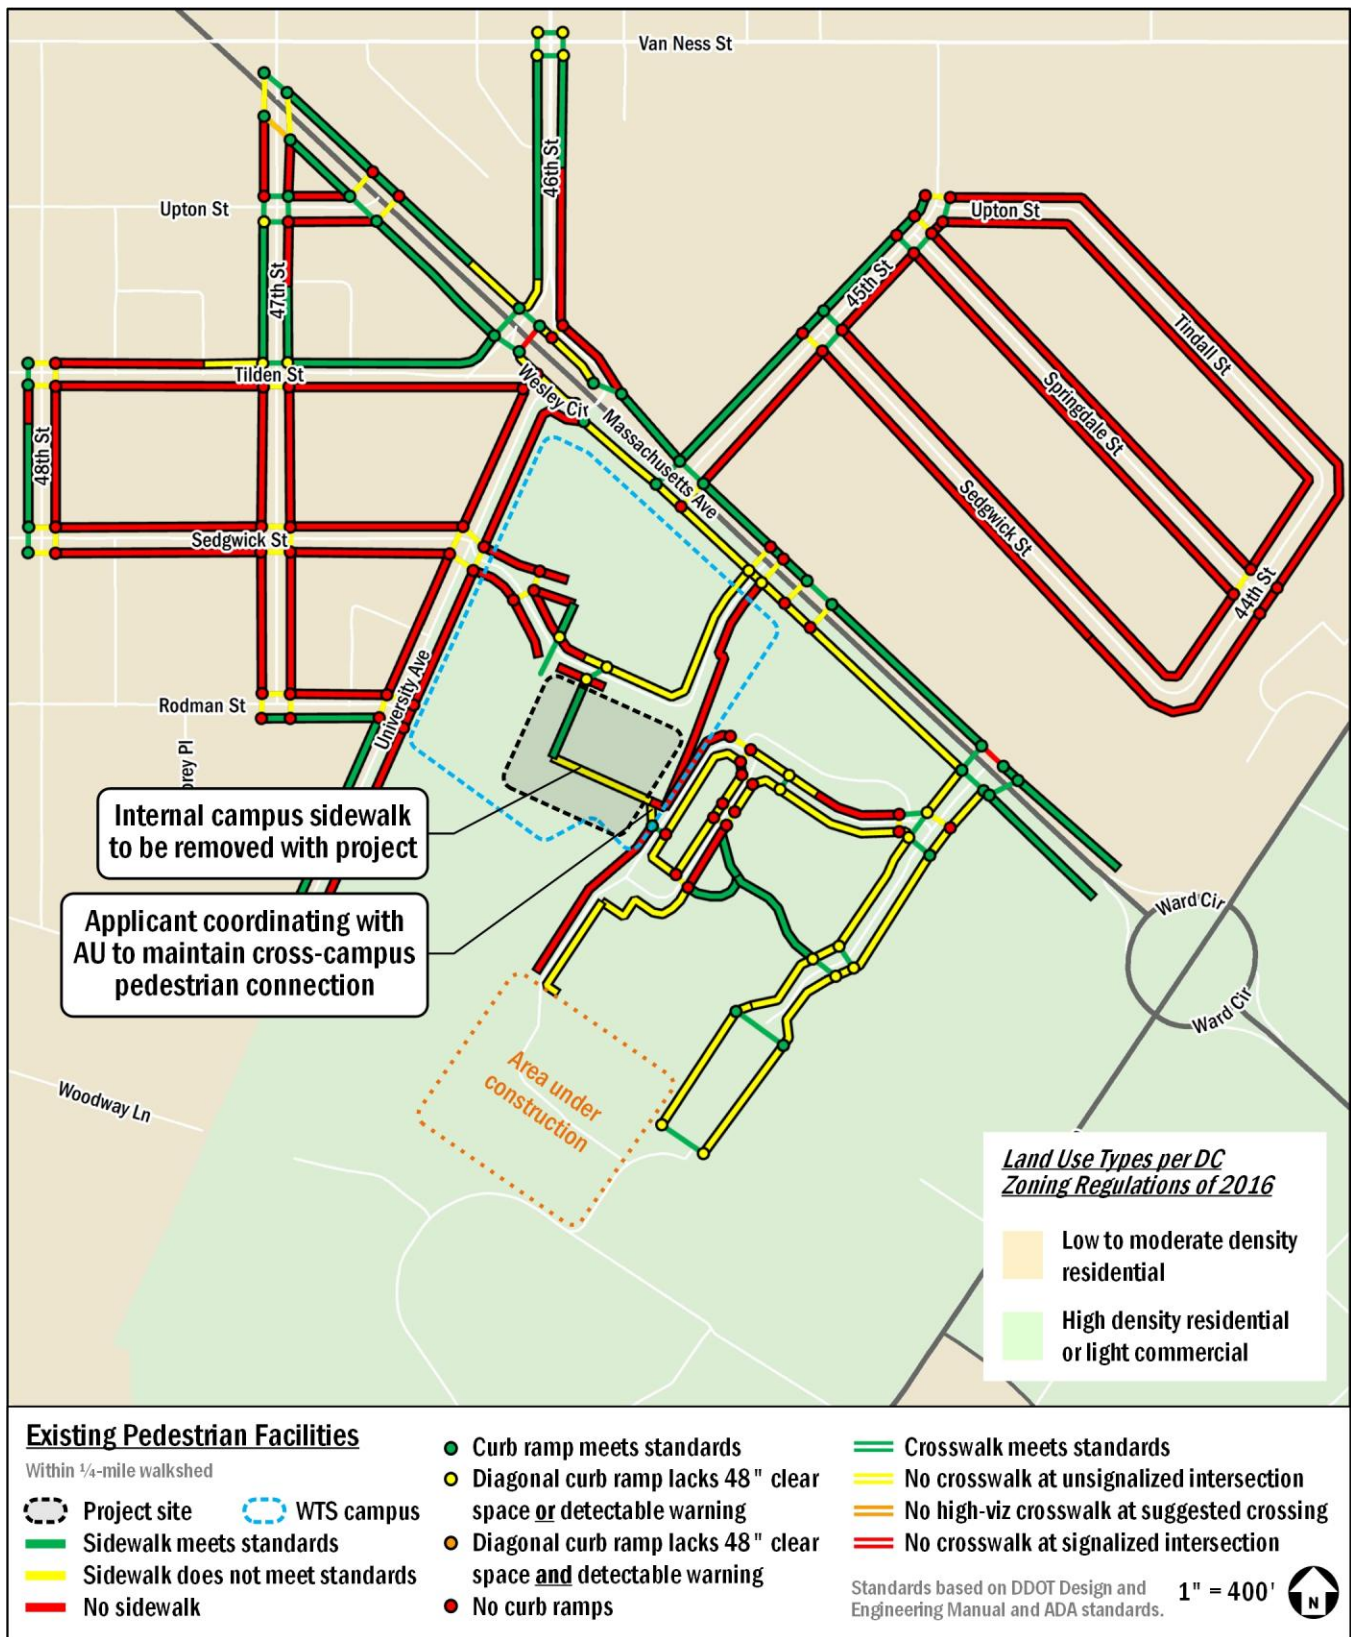 Van Ness St
46th St
Upton St
Upton St
47th St
45th St
Tindall St
Tilden St
Wesley Cir
Springdale St
48th St
Massachusetts Ave
Sedgwick St
Sedgwick St
44th St
University Ave
Rodman St
rey Pl
Internal campus sidewalk
to be removed with project
Applicant coordinating with
AU to maintain cross-campus
pedestrian connection
Ward Cir
Ward Cir
Area under
construction
Woodway Ln
Land Use Types per DC
Zoning Regulations of 2016
Low to moderate density
residential
High density residential
or light commercial
Existing Pedestrian Facilities
Within ¼-mile walkshed
Project site
WTS campus
Sidewalk meets standards
Sidewalk does not meet standards
No sidewalk
Curb ramp meets standards
Diagonal curb ramp lacks 48" clear
space or detectable warning
Diagonal curb ramp lacks 48" clear
space and detectable warning
No curb ramps
Crosswalk meets standards
No crosswalk at unsignalized intersection
No high-viz crosswalk at suggested crossing
No crosswalk at signalized intersection
Standards based on DDOT Design and
Engineering Manual and ADA standards.
1" = 400'
N